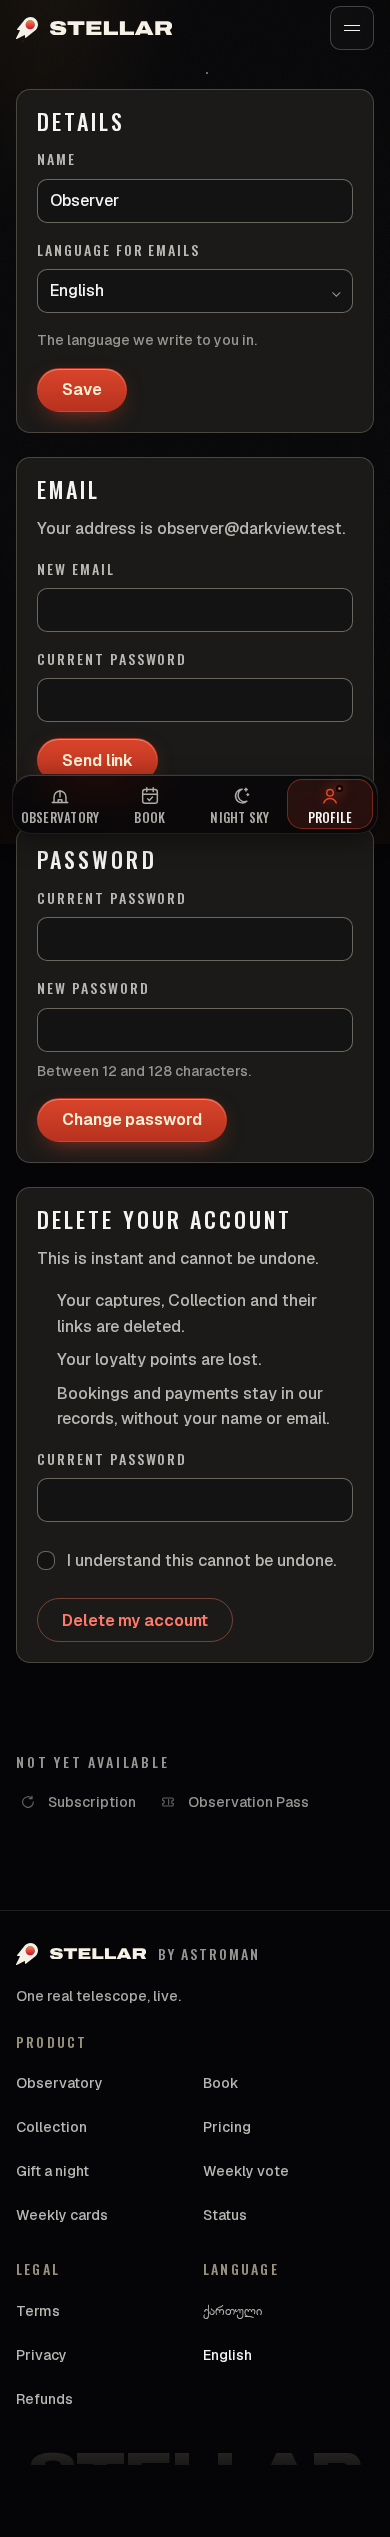 STELLAR
DETAILS
NAME
Observer
LANGUAGE FOR EMAILS
English
The language we write to you in.
Save
EMAIL
Your address is observer@darkview.test.
NEW EMAIL
CURRENT PASSWORD
Send link
OBSERVATORY
BOOK
NIGHT SKY
PROFILE
PASSWORD
CURRENT PASSWORD
NEW PASSWORD
Between 12 and 128 characters.
Change password
DELETE YOUR ACCOUNT
This is instant and cannot be undone.
Your captures, Collection and their
links are deleted.
Your loyalty points are lost.
Bookings and payments stay in our
records, without your name or email.
CURRENT PASSWORD
I understand this cannot be undone.
Delete my account
NOT YET AVAILABLE
Subscription
Observation Pass
STELLAR BY ASTROMAN
One real telescope, live.
PRODUCT
Observatory
Book
Collection
Pricing
Gift a night
Weekly vote
Weekly cards
Status
LEGAL
LANGUAGE
Terms
ქართული
Privacy
English
Refunds
STELLAR